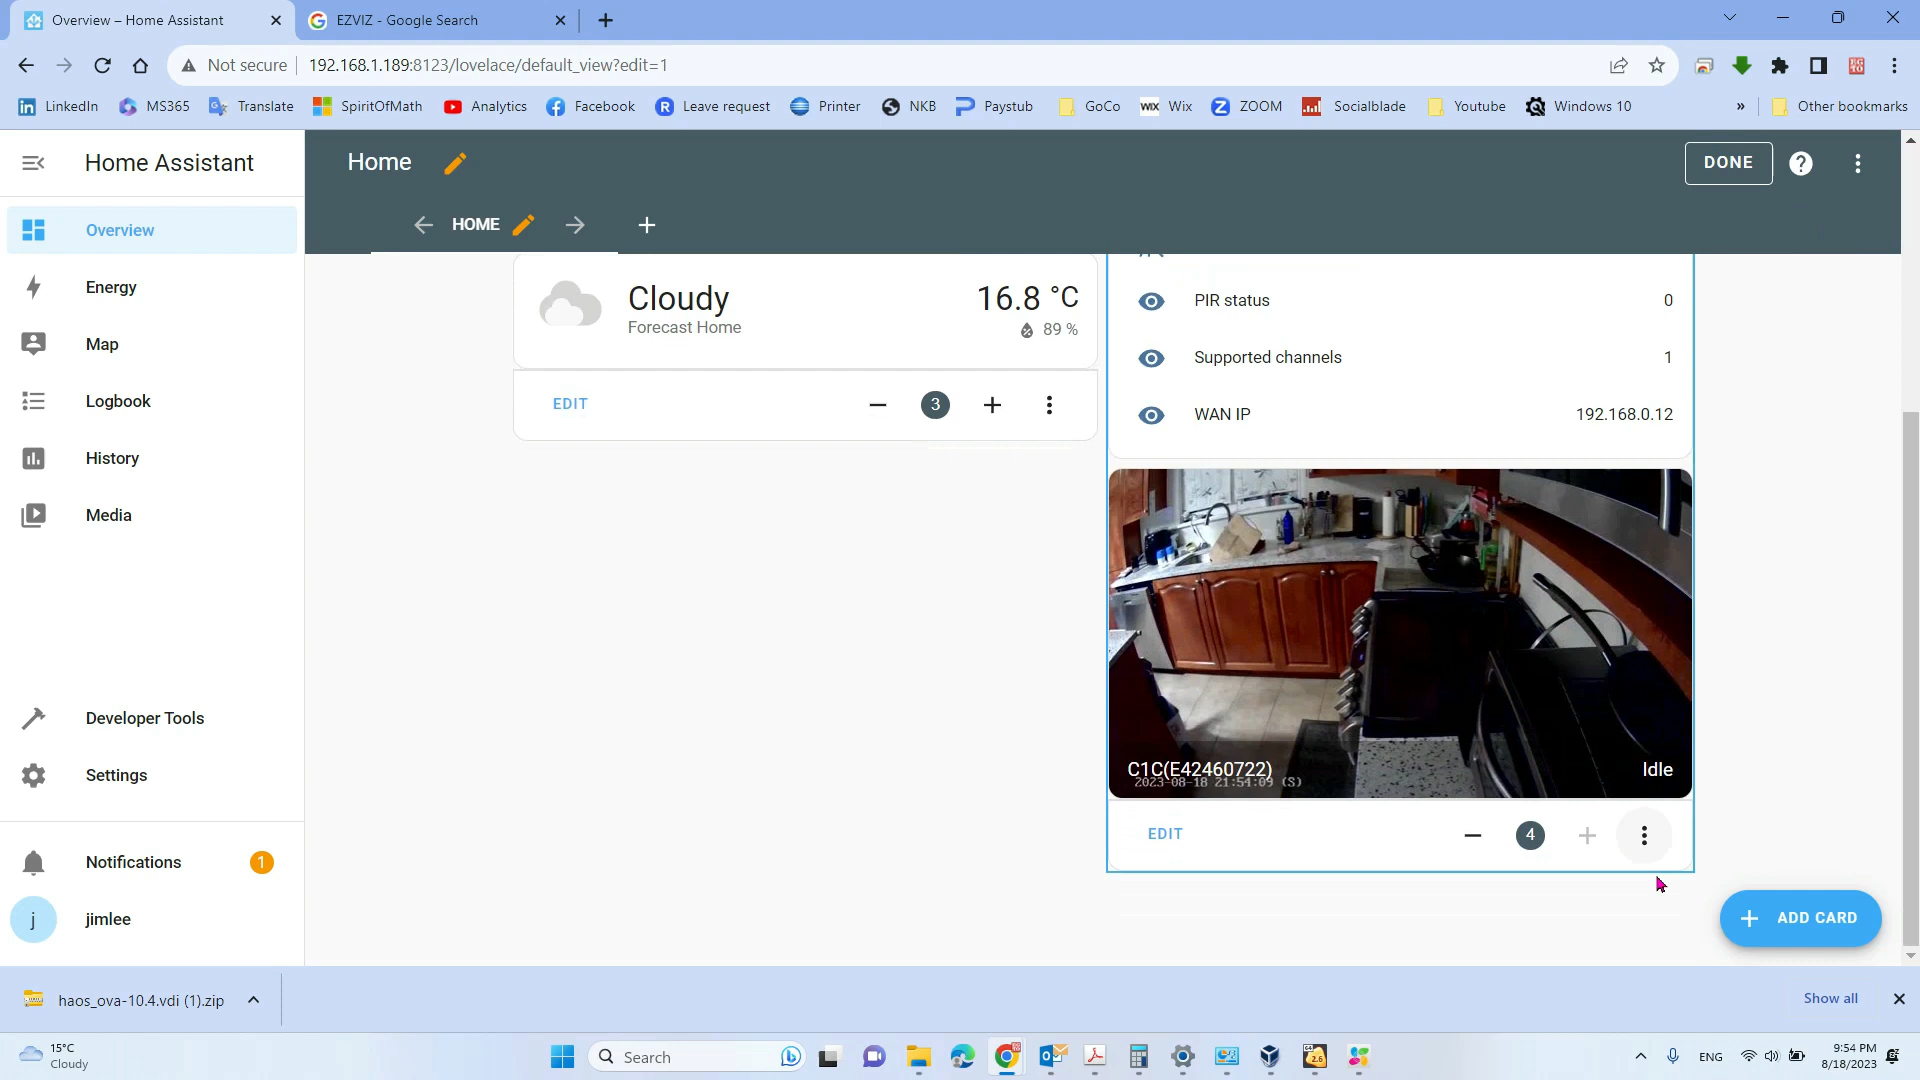 Overview – Home Assistant
EZVIZ - Google Search
Not secure
192.168.1.189:8123/lovelace/default_view?edit=1
LinkedIn
MS365
Translate
SpiritOfMath
Analytics
Facebook
Leave request
Printer
NKB
Paystub
GoCo
WIX Wix
ZOOM
Socialblade
Youtube
Windows 10
»
Other bookmarks
Home Assistant
Home
DONE
HOME
Overview
Energy
Map
Logbook
History
Media
Developer Tools
Settings
Notifications
1
j
jimlee
Cloudy
Forecast Home
16.8 °C
89 %
EDIT
3
PIR status 0
Supported channels 1
WAN IP 192.168.0.12
C1C(E42460722)
Idle
2023-08-18 21:54:09 (S)
EDIT
4
ADD CARD
haos_ova-10.4.vdi (1).zip
Show all
15°C
Cloudy
Search
ENG
9:54 PM
8/18/2023